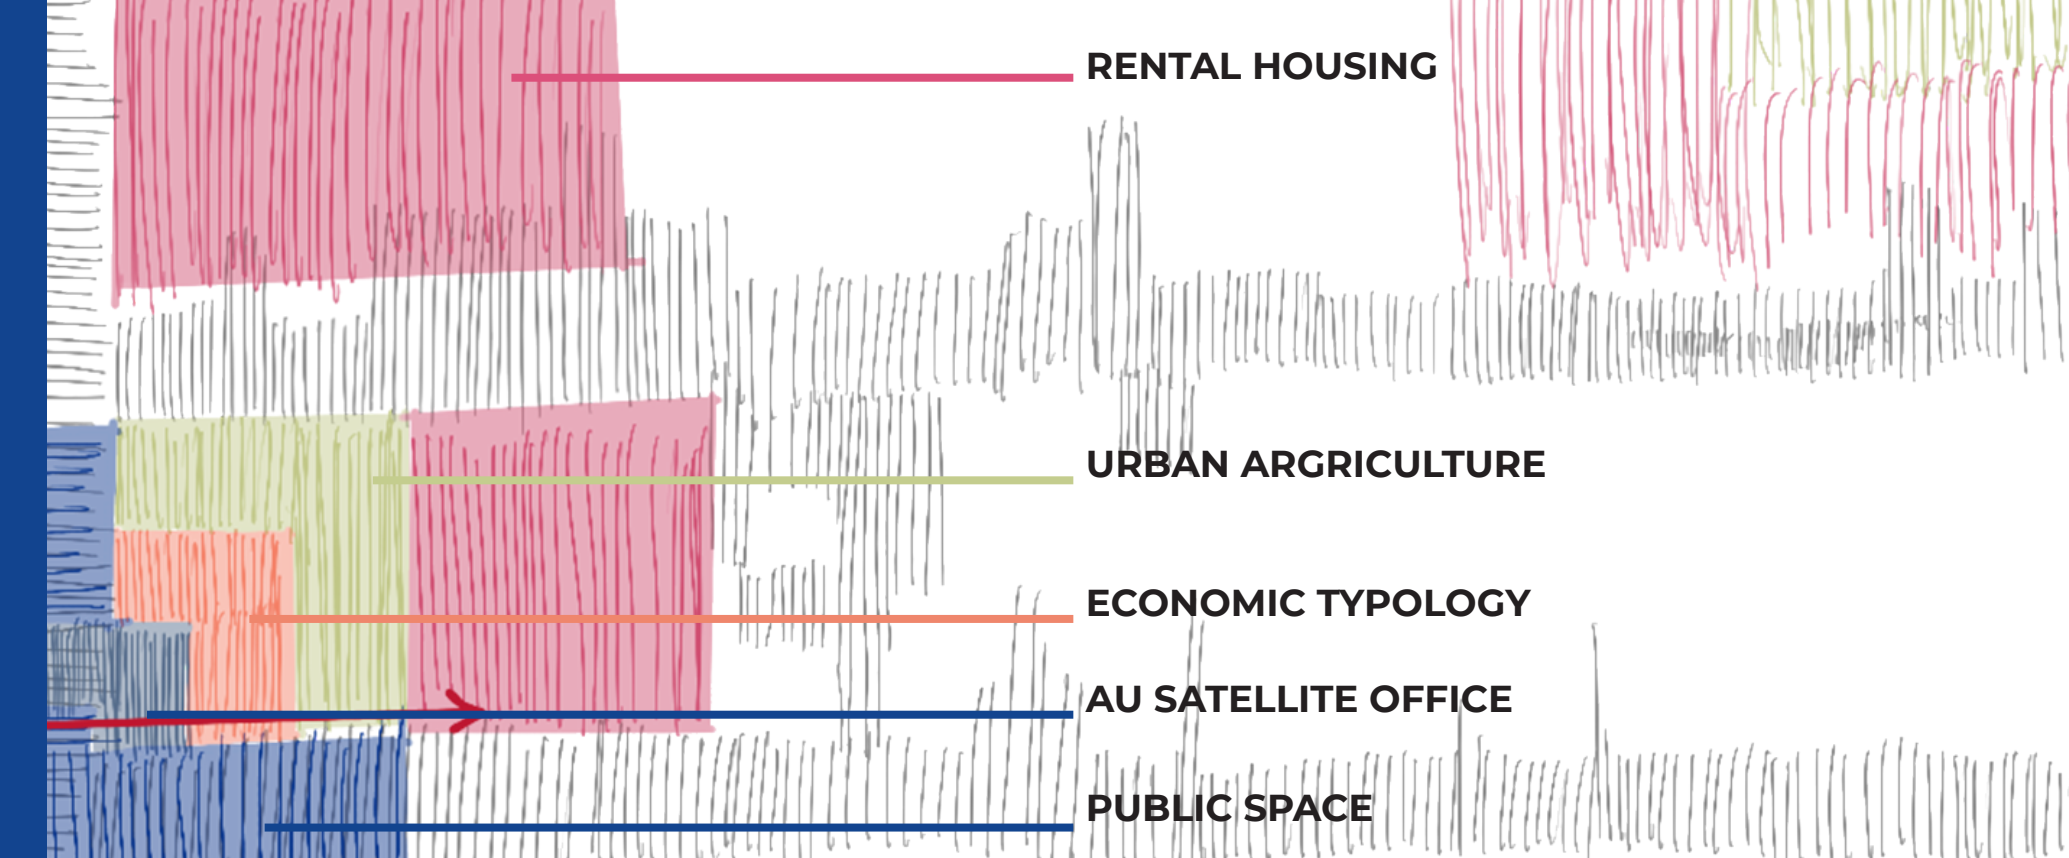 RENTAL HOUSING
URBAN ARGRICULTURE
ECONOMIC TYPOLOGY
AU SATELLITE OFFICE
PUBLIC SPACE